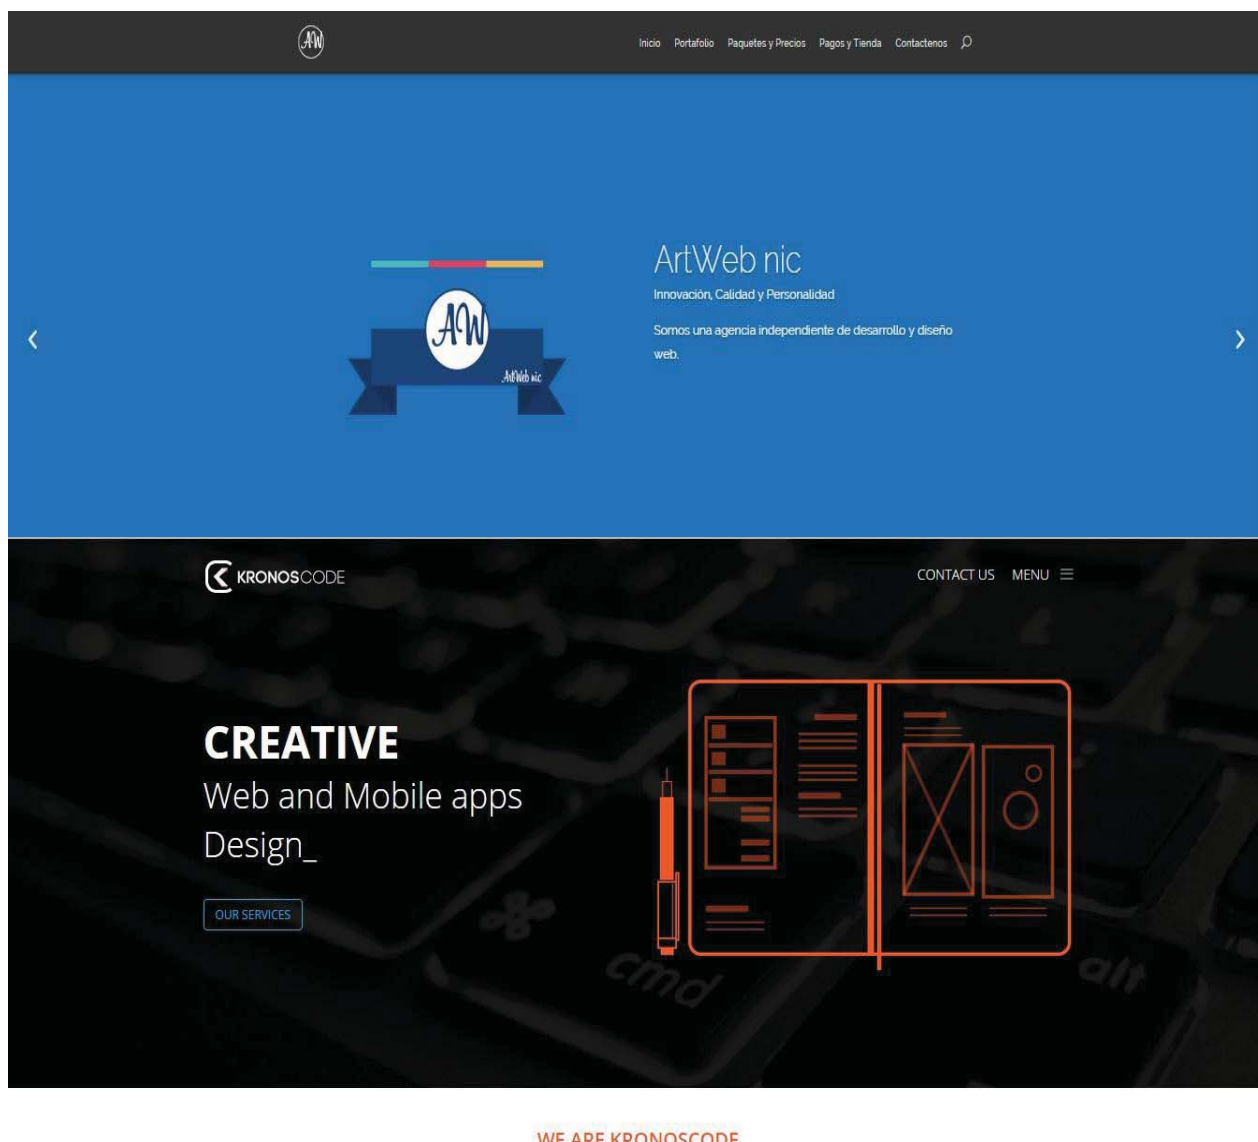 AW
Inicio Portafolio Paquetes y Precios Pagos y Tienda Contactenos
ArtWeb nic
Innovación, Calidad y Personalidad
Somos una agencia independiente de desarrollo y diseño
web.
AW
ArtWeb nic
KRONOSCODE
CONTACT US MENU
CREATIVE
Web and Mobile apps
Design_
OUR SERVICES
cmd
alt
WE ARE KRONOSCODE